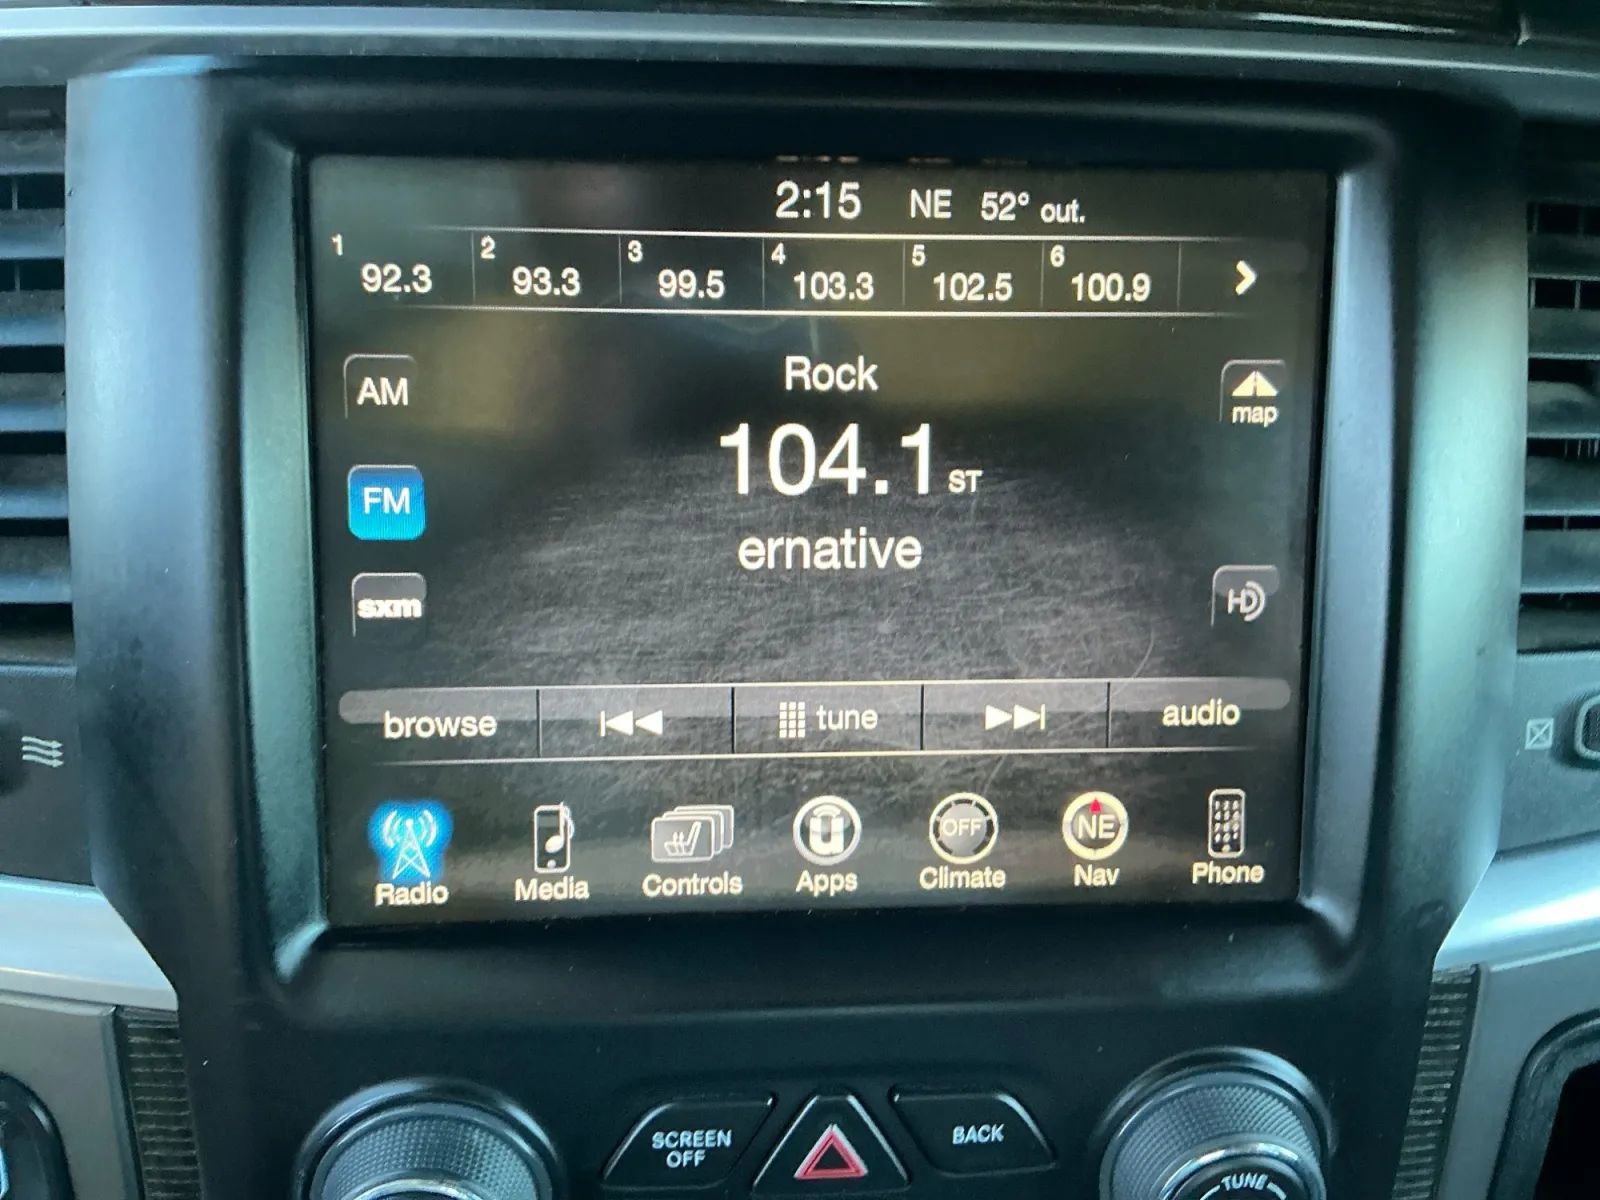 2:15 NE 52° out.
1 92.3 2 93.3 3 99.5 4 103.3 5 102.5 6 100.9
AM
Rock
map
104.1 ST
FM
ernative
sxm
HD
browse tune audio
OFF NE
Radio Media Controls Apps Climate Nav Phone
SCREEN OFF
BACK
TUNE